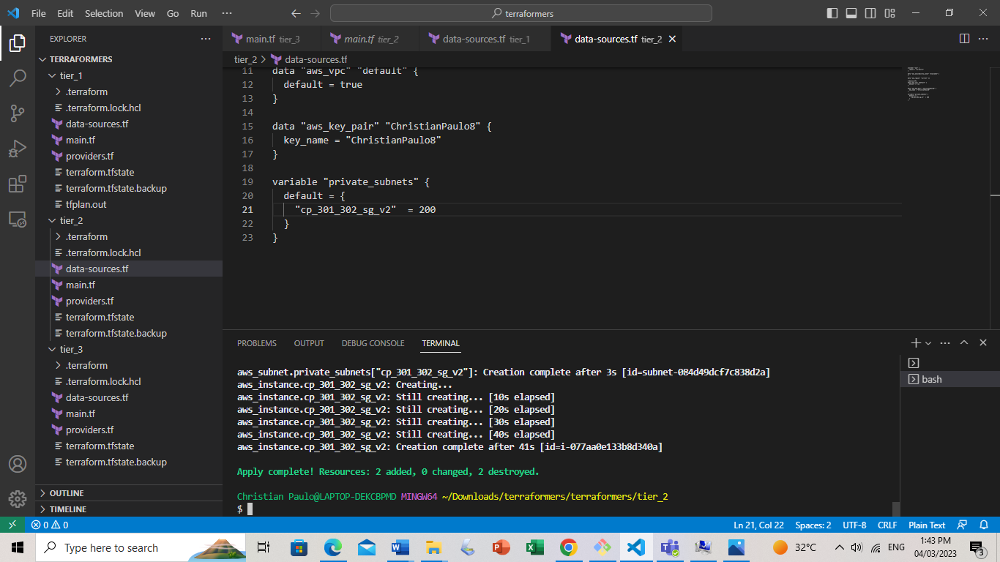 File Edit Selection View Go Run ···
terraformers
EXPLORER
TERRAFORMERS
tier_1
.terraform
.terraform.lock.hcl
data-sources.tf
main.tf
providers.tf
terraform.tfstate
terraform.tfstate.backup
tfplan.out
tier_2
.terraform
.terraform.lock.hcl
data-sources.tf
main.tf
providers.tf
terraform.tfstate
terraform.tfstate.backup
tier_3
.terraform
.terraform.lock.hcl
data-sources.tf
main.tf
providers.tf
terraform.tfstate
terraform.tfstate.backup
OUTLINE
TIMELINE
main.tf tier_3 main.tf tier_2 data-sources.tf tier_1 data-sources.tf tier_2
tier_2 > data-sources.tf
11 data "aws_vpc" "default" {
12 default = true
13 }
14
15 data "aws_key_pair" "ChristianPaulo8" {
16 key_name = "ChristianPaulo8"
17 }
18
19 variable "private_subnets" {
20 default = {
21 "cp_301_302_sg_v2"  = 200
22 }
23 }
PROBLEMS OUTPUT DEBUG CONSOLE TERMINAL
aws_subnet.private_subnets["cp_301_302_sg_v2"]: Creation complete after 3s [id=subnet-084d49dcf7c838d2a]
aws_instance.cp_301_302_sg_v2: Creating...
aws_instance.cp_301_302_sg_v2: Still creating... [10s elapsed]
aws_instance.cp_301_302_sg_v2: Still creating... [20s elapsed]
aws_instance.cp_301_302_sg_v2: Still creating... [30s elapsed]
aws_instance.cp_301_302_sg_v2: Still creating... [40s elapsed]
aws_instance.cp_301_302_sg_v2: Creation complete after 41s [id=i-077aa0e133b8d340a]
Apply complete! Resources: 2 added, 0 changed, 2 destroyed.
Christian Paulo@LAPTOP-DEKCBPMD MINGW64 ~/Downloads/terraformers/terraformers/tier_2
$
bash
0 0 Ln 21, Col 22 Spaces: 2 UTF-8 CRLF Plain Text
Type here to search
32°C
ENG
1:43 PM
04/03/2023
3